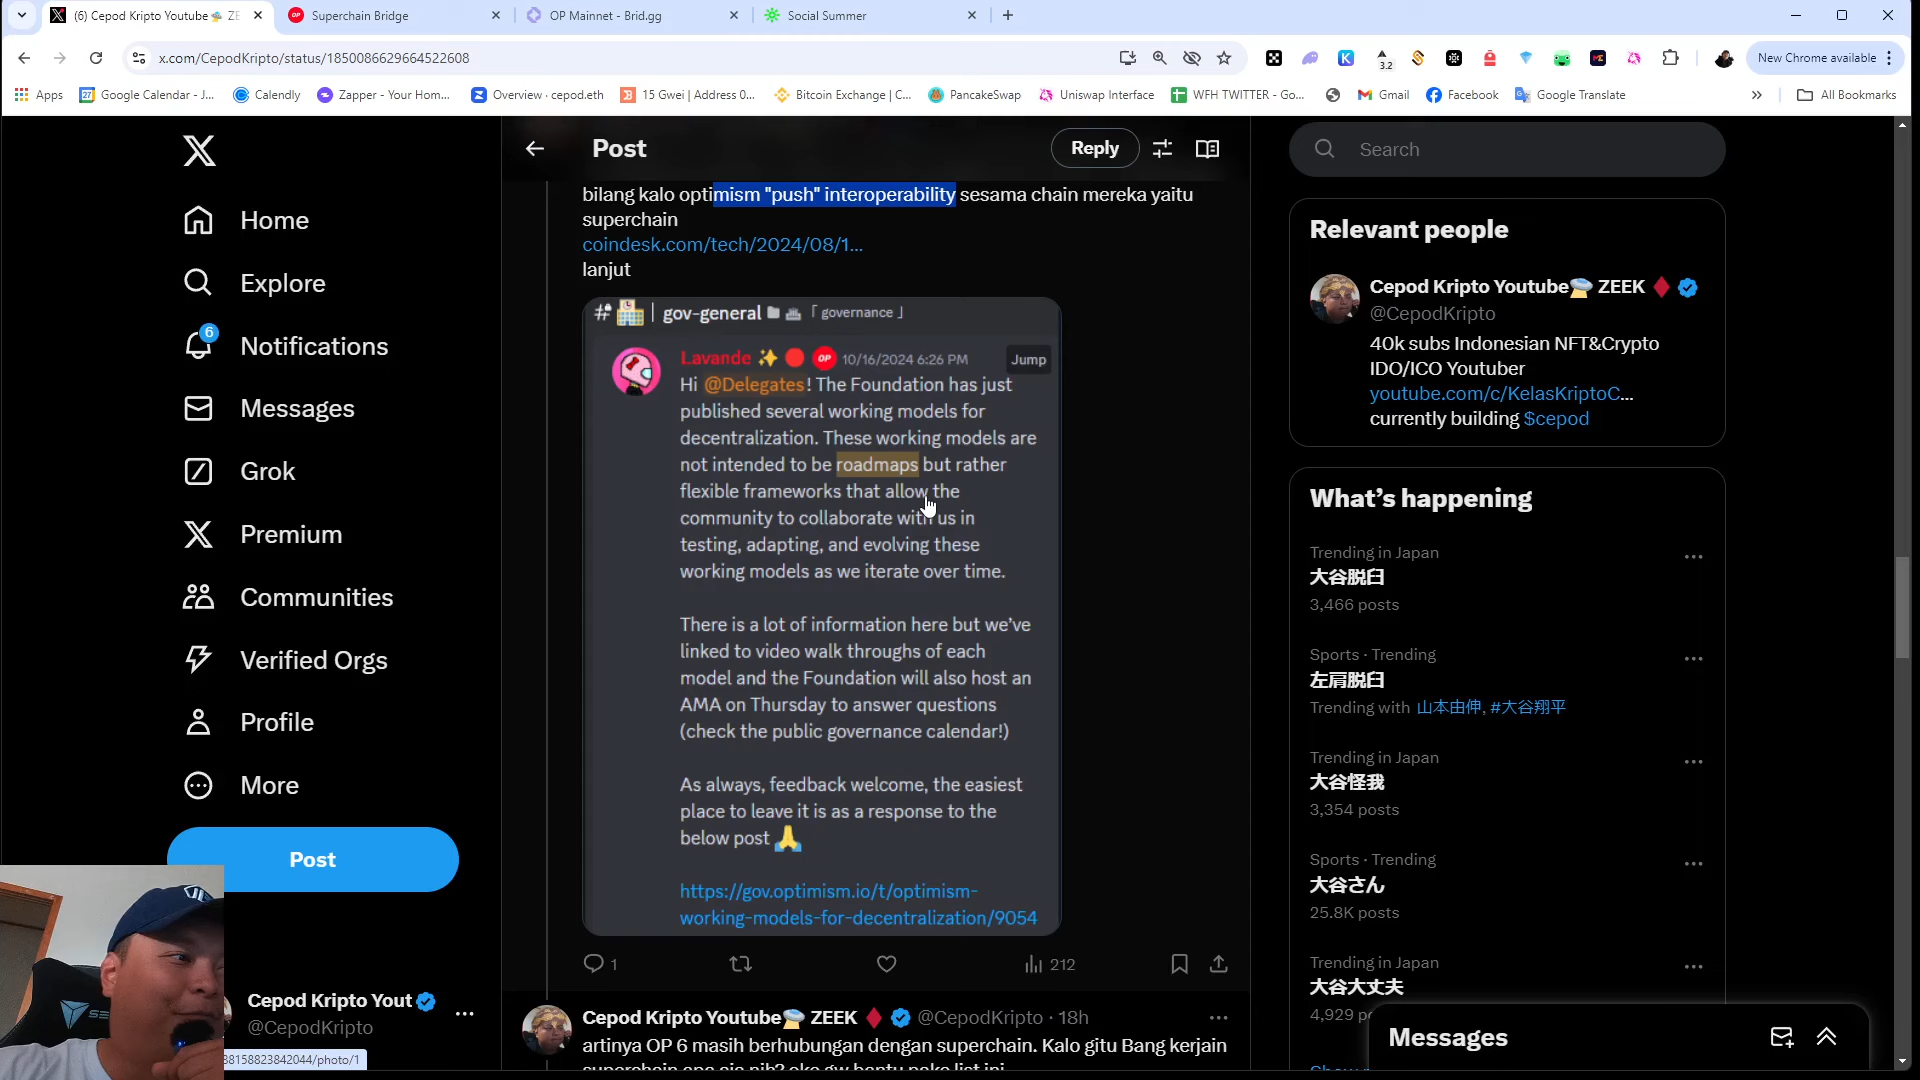 (6) Cepod Kripto Youtube🛸 ZE
Superchain Bridge
OP Mainnet - Brid.gg
Social Summer
x.com/CepodKripto/status/1850086629664522608
3.2
New Chrome available
Apps
Google Calendar - J...
Calendly
Zapper - Your Hom...
Overview · cepod.eth
15 Gwei | Address 0...
Bitcoin Exchange | C...
PancakeSwap
Uniswap Interface
WFH TWITTER - Go...
Gmail
Facebook
Google Translate
All Bookmarks
Home
Explore
6
Notifications
Messages
Grok
Premium
Communities
Verified Orgs
Profile
More
Post
Cepod Kripto Yout
@CepodKripto
88158823842044/photo/1
Post
Reply
bilang kalo optimism "push" interoperability sesama chain mereka yaitu
superchain
coindesk.com/tech/2024/08/1...
lanjut
# 🏫 | gov-general 「 governance 」
Lavande ✨ 🔴 OP 10/16/2024 6:26 PM
Jump
Hi @Delegates! The Foundation has just
published several working models for
decentralization. These working models are
not intended to be roadmaps but rather
flexible frameworks that allow the
community to collaborate with us in
testing, adapting, and evolving these
working models as we iterate over time.
There is a lot of information here but we've
linked to video walk throughs of each
model and the Foundation will also host an
AMA on Thursday to answer questions
(check the public governance calendar!)
As always, feedback welcome, the easiest
place to leave it is as a response to the
below post 🙏
https://gov.optimism.io/t/optimism-
working-models-for-decentralization/9054
1
212
Cepod Kripto Youtube🛸 ZEEK ♦ @CepodKripto · 18h
artinya OP 6 masih berhubungan dengan superchain. Kalo gitu Bang kerjain
Search
Relevant people
Cepod Kripto Youtube🛸 ZEEK ♦
@CepodKripto
40k subs Indonesian NFT&Crypto
IDO/ICO Youtuber
youtube.com/c/KelasKriptoC...
currently building $cepod
What's happening
Trending in Japan
大谷脱臼
3,466 posts
Sports · Trending
左肩脱臼
Trending with 山本由伸, #大谷翔平
Trending in Japan
大谷怪我
3,354 posts
Sports · Trending
大谷さん
25.8K posts
Trending in Japan
大谷大丈夫
4,929 p
Messages